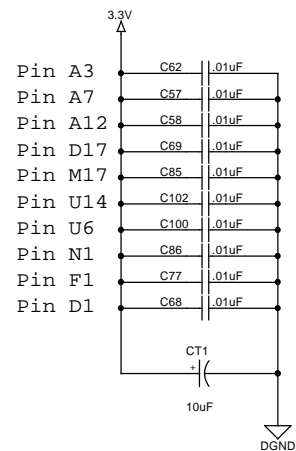 3.3V
Pin A3 C62 .01uF
Pin A7 C57 .01uF
Pin A12 C58 .01uF
Pin D17 C69 .01uF
Pin M17 C85 .01uF
Pin U14 C102 .01uF
Pin U6 C100 .01uF
Pin N1 C86 .01uF
Pin F1 C77 .01uF
Pin D1 C68 .01uF
CT1
+
10uF
DGND